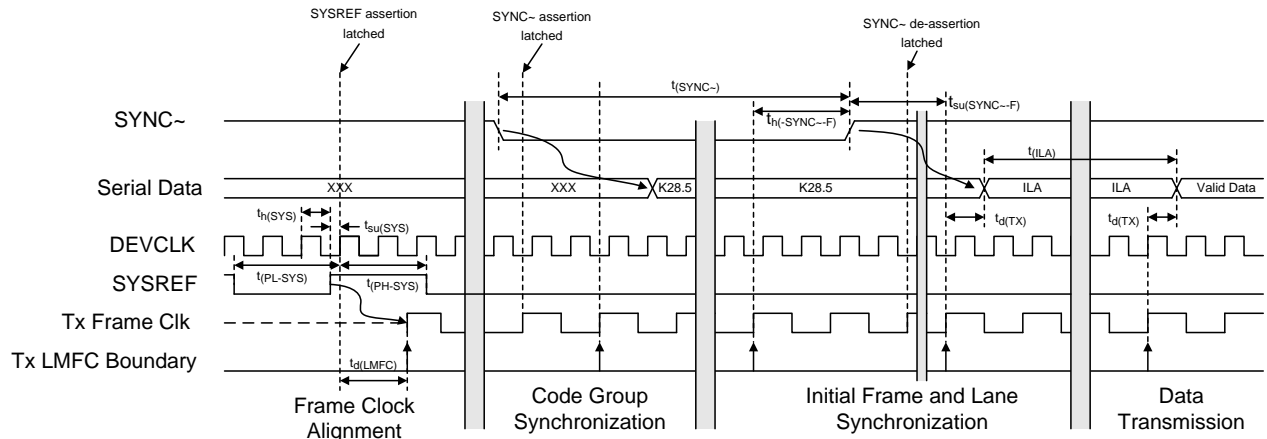 SYSREF assertion
latched
SYNC~ assertion
latched
SYNC~ de-assertion
latched
t(SYNC~)
tsu(SYNC~-F)
th(-SYNC~-F)
SYNC~
t(ILA)
Serial Data
XXX
XXX
K28.5
K28.5
ILA
ILA
Valid Data
th(SYS)
tsu(SYS)
td(TX)
td(TX)
DEVCLK
t(PL-SYS)
t(PH-SYS)
SYSREF
Tx Frame Clk
Tx LMFC Boundary
td(LMFC)
Frame Clock
Alignment
Code Group
Synchronization
Initial Frame and Lane
Synchronization
Data
Transmission